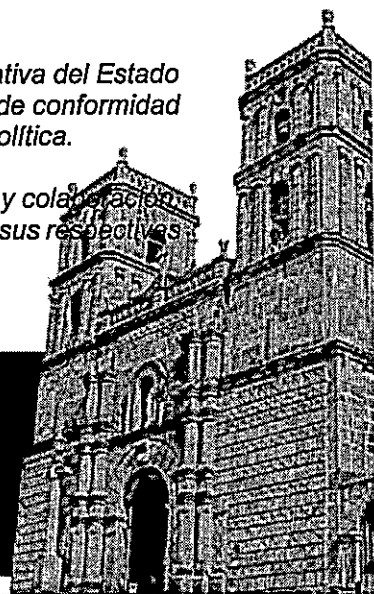 ativa del Estado
de conformidad
olítica.
y colaboración,
sus respectivas